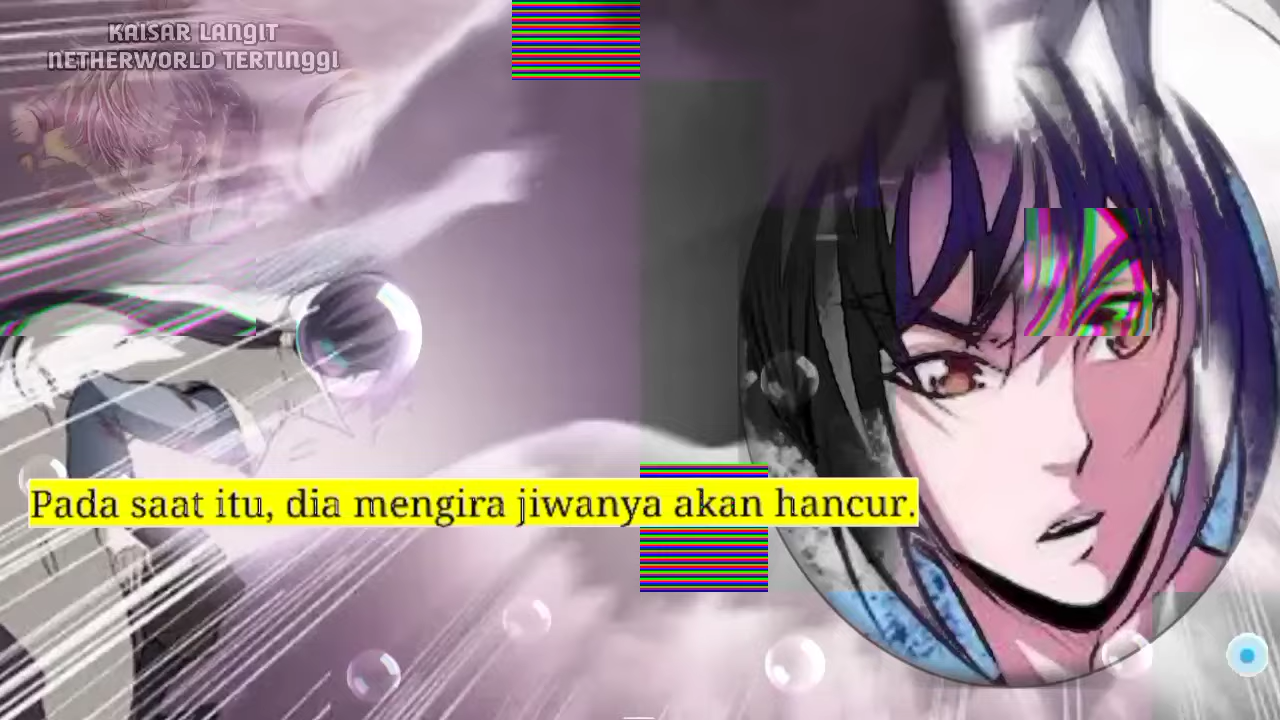 KAISAR LANGIT
NETHERWORLD TERTINGGI
Pada saat itu, dia mengira jiwanya akan hancur.